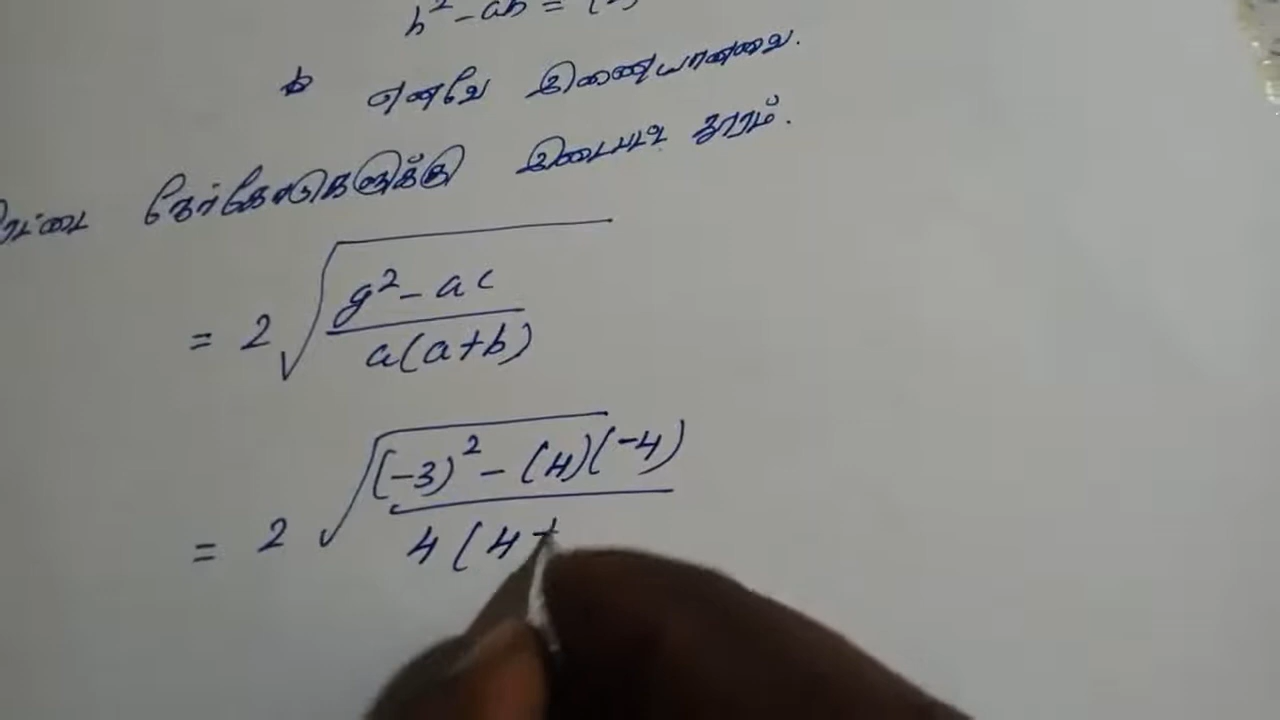 h² - ab = (2)
எனவே இணையானவை.
நேர்கோடுகளுக்கு இடைபட்ட தூரம்.
= 2 √ g² - ac / a(a+b)
= 2 √ (-3)² - (4)(-4) / 4(4+